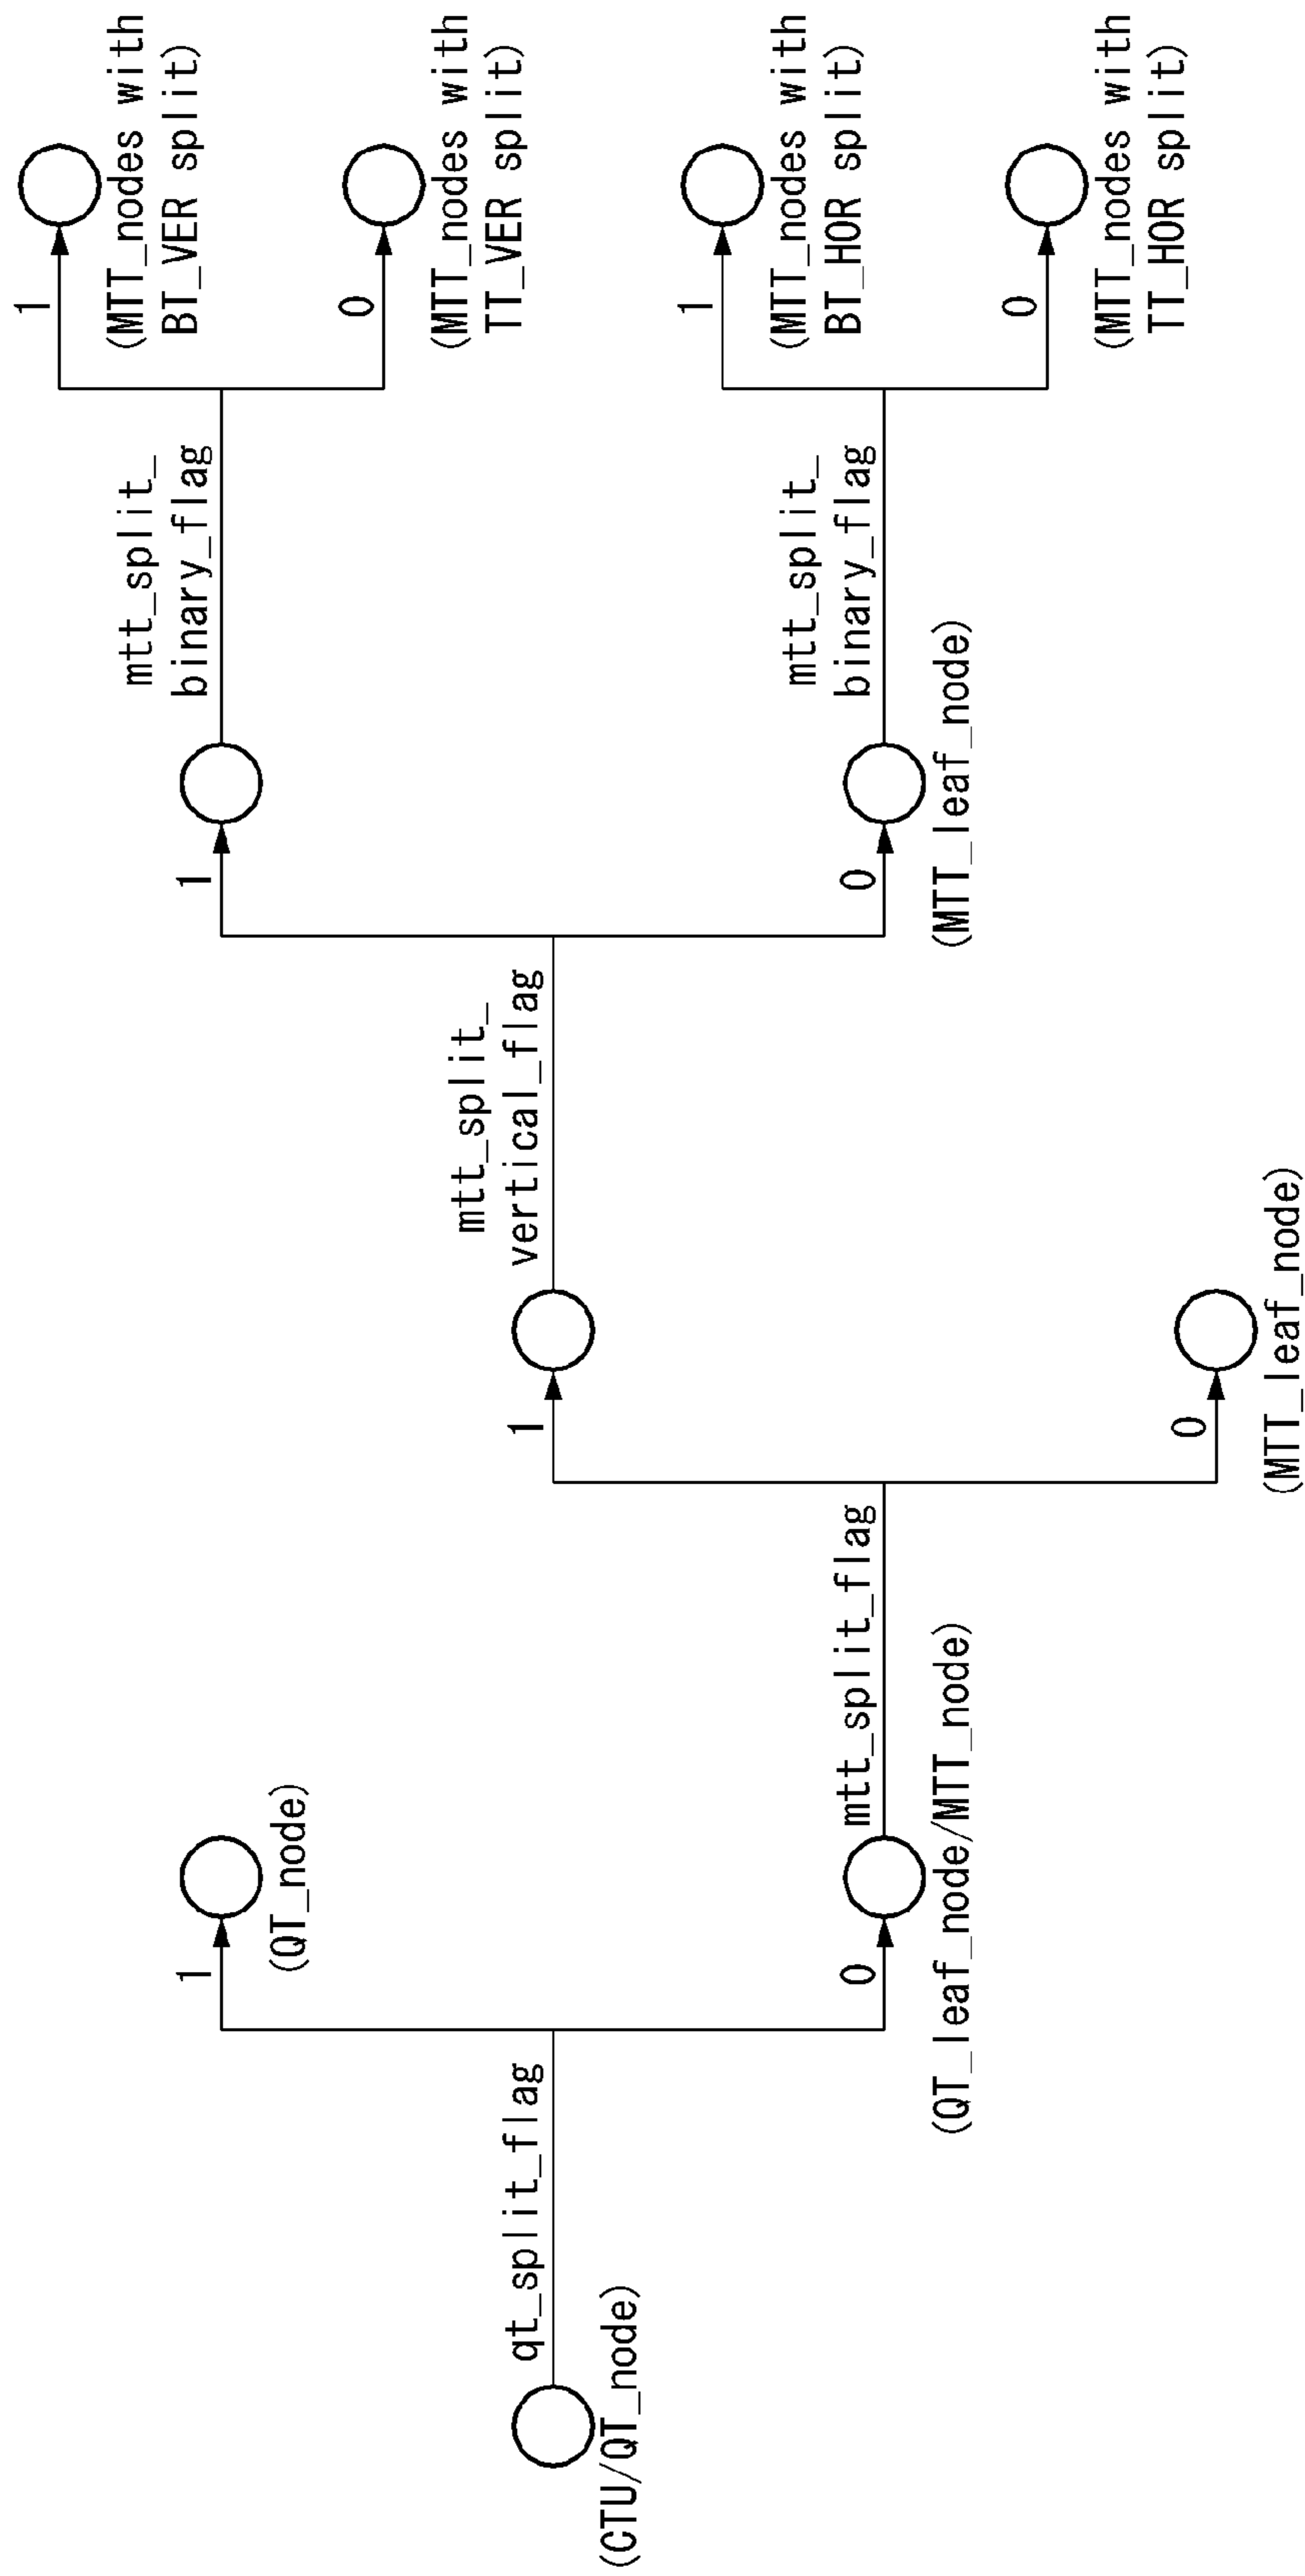 (CTU/QT_node)
qt_split_flag
1
(QT_node)
0
(QT_leaf_node/MTT_node)
mtt_split_flag
1
0
(MTT_leaf_node)
mtt_split_
vertical_flag
1
0
(MTT_leaf_node)
mtt_split_
binary_flag
1
(MTT_nodes with
BT_VER split)
0
(MTT_nodes with
TT_VER split)
mtt_split_
binary_flag
1
(MTT_nodes with
BT_HOR split)
0
(MTT_nodes with
TT_HOR split)